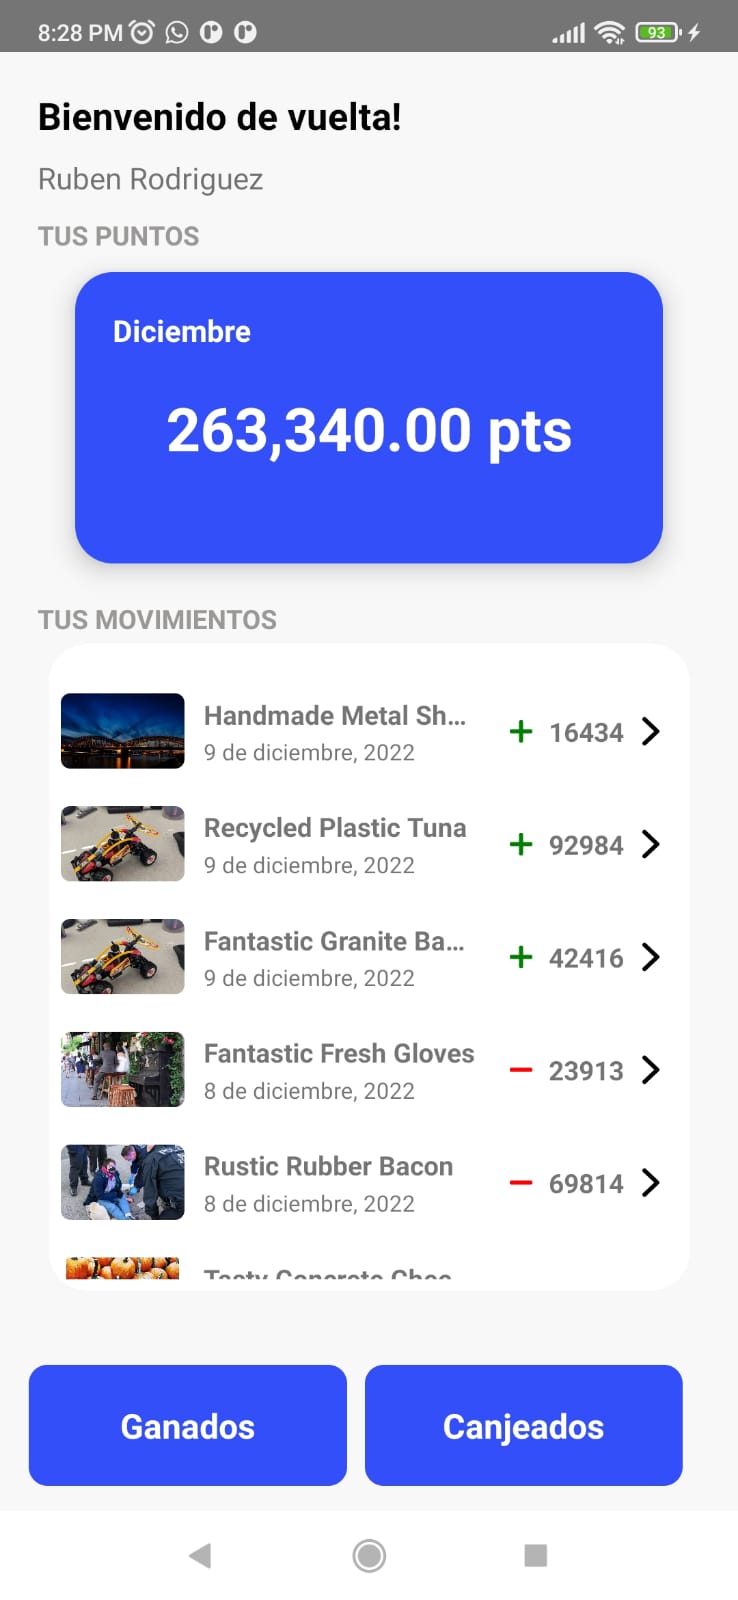 8:28 PM
93
Bienvenido de vuelta!
Ruben Rodriguez
TUS PUNTOS
Diciembre
263,340.00 pts
TUS MOVIMIENTOS
Handmade Metal Sh...
9 de diciembre, 2022
+ 16434
Recycled Plastic Tuna
9 de diciembre, 2022
+ 92984
Fantastic Granite Ba...
9 de diciembre, 2022
+ 42416
Fantastic Fresh Gloves
8 de diciembre, 2022
- 23913
Rustic Rubber Bacon
8 de diciembre, 2022
- 69814
Tasty Concrete Chee
Ganados
Canjeados